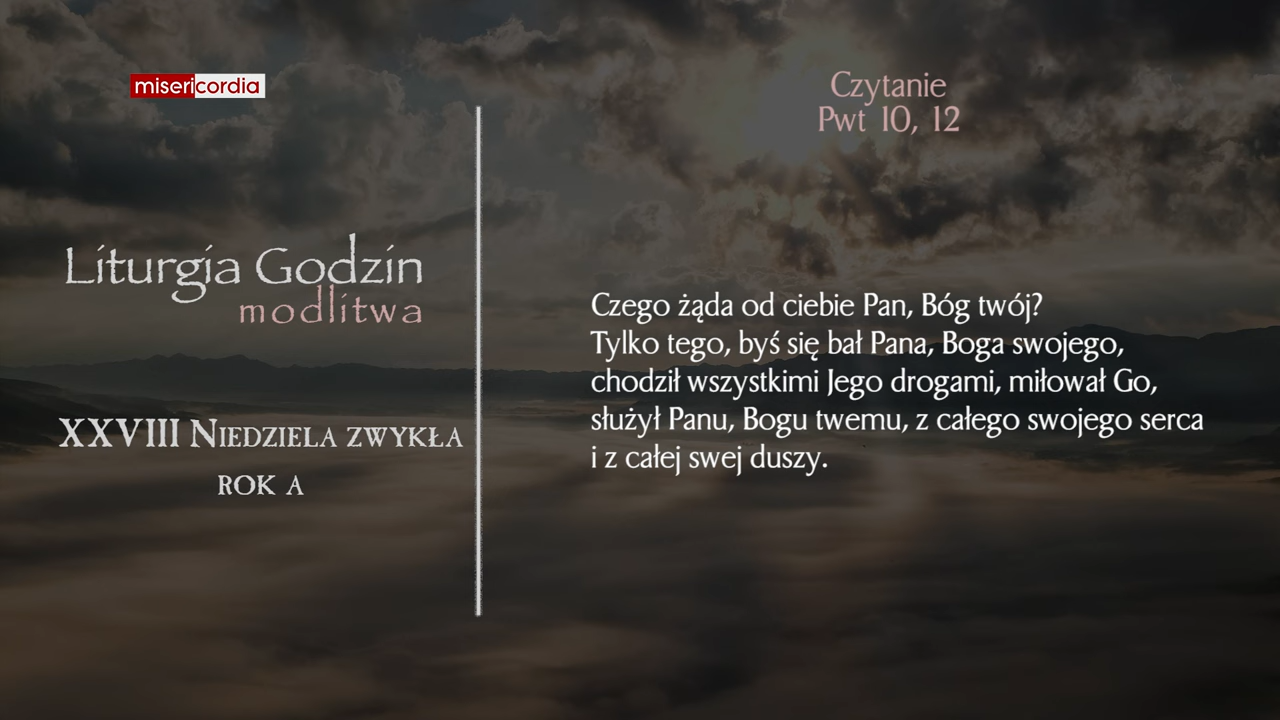 misericordia
Liturgia Godzin
modlitwa
XXVIII Niedziela zwykła
rok A
Czytanie
Pwt 10, 12
Czego żąda od ciebie Pan, Bóg twój?
Tylko tego, byś się bał Pana, Boga swojego,
chodził wszystkimi Jego drogami, miłował Go,
służył Panu, Bogu twemu, z całego swojego serca
i z całej swej duszy.